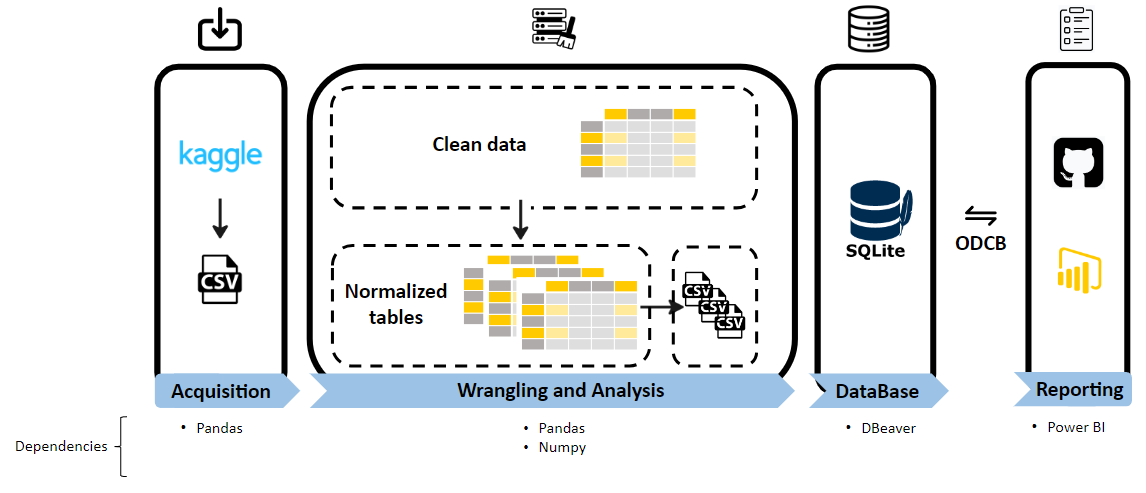 kaggle
CSV
Clean data
Normalized
tables
CSV
CSV
CSV
SQLite
ODCB
Acquisition
Wrangling and Analysis
DataBase
Reporting
Dependencies
• Pandas
• Pandas
• Numpy
• DBeaver
• Power BI